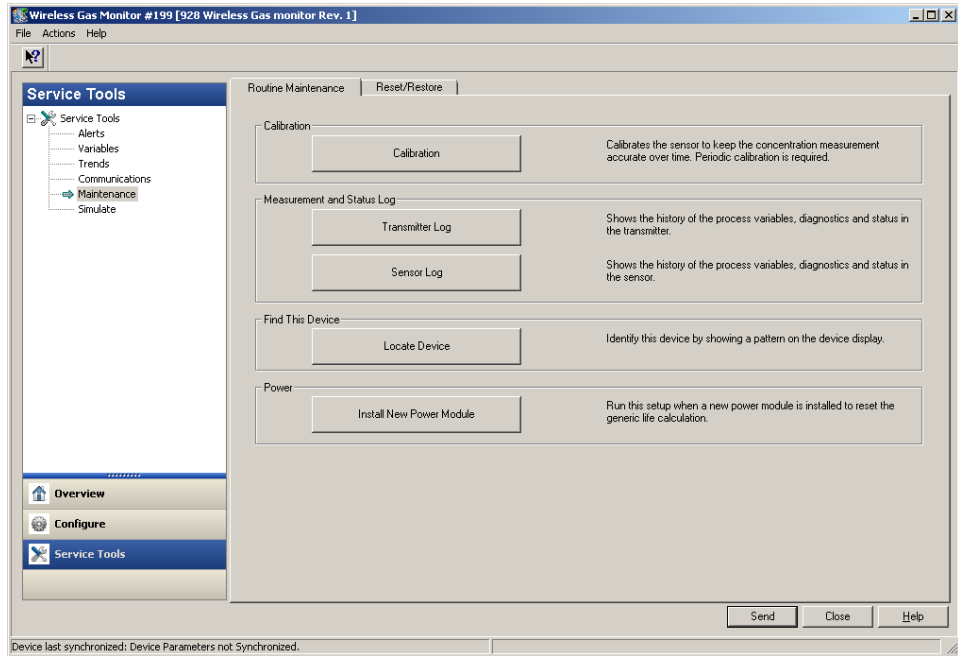 Wireless Gas Monitor #199 [928 Wireless Gas monitor Rev. 1]
File Actions Help
Service Tools
Service Tools
Alerts
Variables
Trends
Communications
Maintenance
Simulate
Overview
Configure
Service Tools
Routine Maintenance
Reset/Restore
Calibration
Calibration
Calibrates the sensor to keep the concentration measurement
accurate over time. Periodic calibration is required.
Measurement and Status Log
Transmitter Log
Shows the history of the process variables, diagnostics and status in
the transmitter.
Sensor Log
Shows the history of the process variables, diagnostics and status in
the sensor.
Find This Device
Locate Device
Identify this device by showing a pattern on the device display.
Power
Install New Power Module
Run this setup when a new power module is installed to reset the
generic life calculation.
Send
Close
Help
Device last synchronized: Device Parameters not Synchronized.